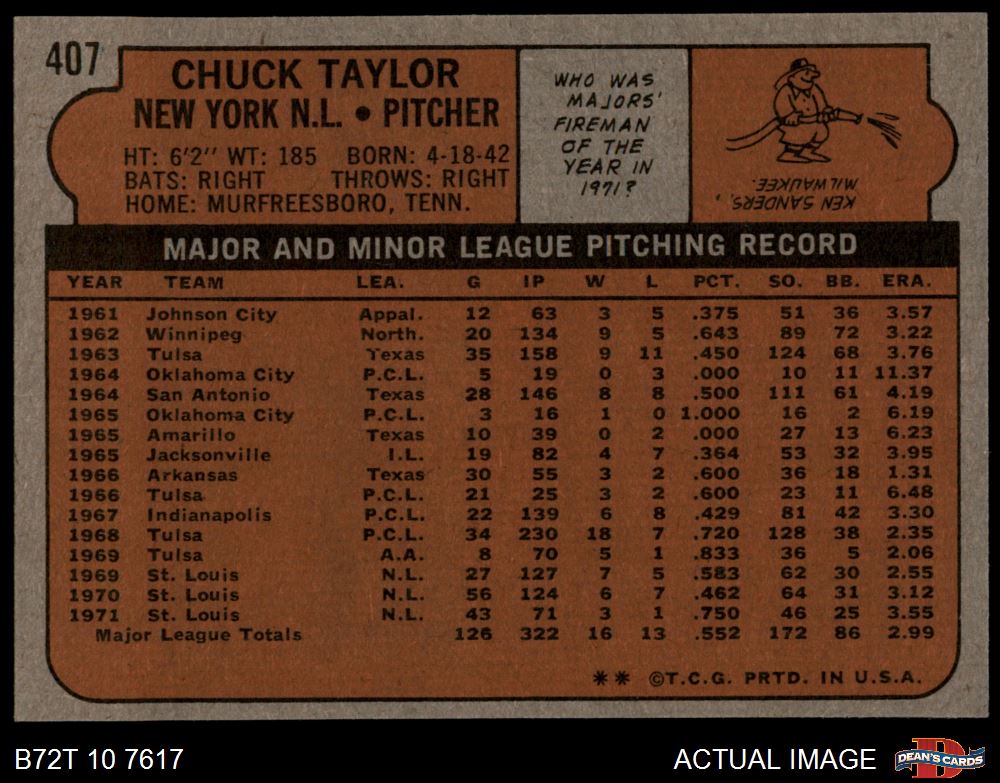 407
CHUCK TAYLOR
NEW YORK N.L. • PITCHER
HT: 6'2" WT: 185 BORN: 4-18-42
BATS: RIGHT THROWS: RIGHT
HOME: MURFREESBORO, TENN.
WHO WAS
MAJORS'
FIREMAN
OF THE
YEAR IN
1971?
KEN SANDERS,
MILWAUKEE.
MAJOR AND MINOR LEAGUE PITCHING RECORD
YEAR TEAM LEA. G IP W L PCT. SO. BB. ERA.
1961 Johnson City Appal. 12 63 3 5 .375 51 36 3.57
1962 Winnipeg North. 20 134 9 5 .643 89 72 3.22
1963 Tulsa Texas 35 158 9 11 .450 124 68 3.76
1964 Oklahoma City P.C.L. 5 19 0 3 .000 10 11 11.37
1964 San Antonio Texas 28 146 8 8 .500 111 61 4.19
1965 Oklahoma City P.C.L. 3 16 1 0 1.000 16 2 6.19
1965 Amarillo Texas 10 39 0 2 .000 27 13 6.23
1965 Jacksonville I.L. 19 82 4 7 .364 53 32 3.95
1966 Arkansas Texas 30 55 3 2 .600 36 18 1.31
1966 Tulsa P.C.L. 21 25 3 2 .600 23 11 6.48
1967 Indianapolis P.C.L. 22 139 6 8 .429 81 42 3.30
1968 Tulsa P.C.L. 34 230 18 7 .720 128 38 2.35
1969 Tulsa A.A. 8 70 5 1 .833 36 5 2.06
1969 St. Louis N.L. 27 127 7 5 .583 62 30 2.55
1970 St. Louis N.L. 56 124 6 7 .462 64 31 3.12
1971 St. Louis N.L. 43 71 3 1 .750 46 25 3.55
Major League Totals 126 322 16 13 .552 172 86 2.99
** ©T.C.G. PRTD. IN U.S.A.
B72T 10 7617
ACTUAL IMAGE
D
DEAN'S CARDS